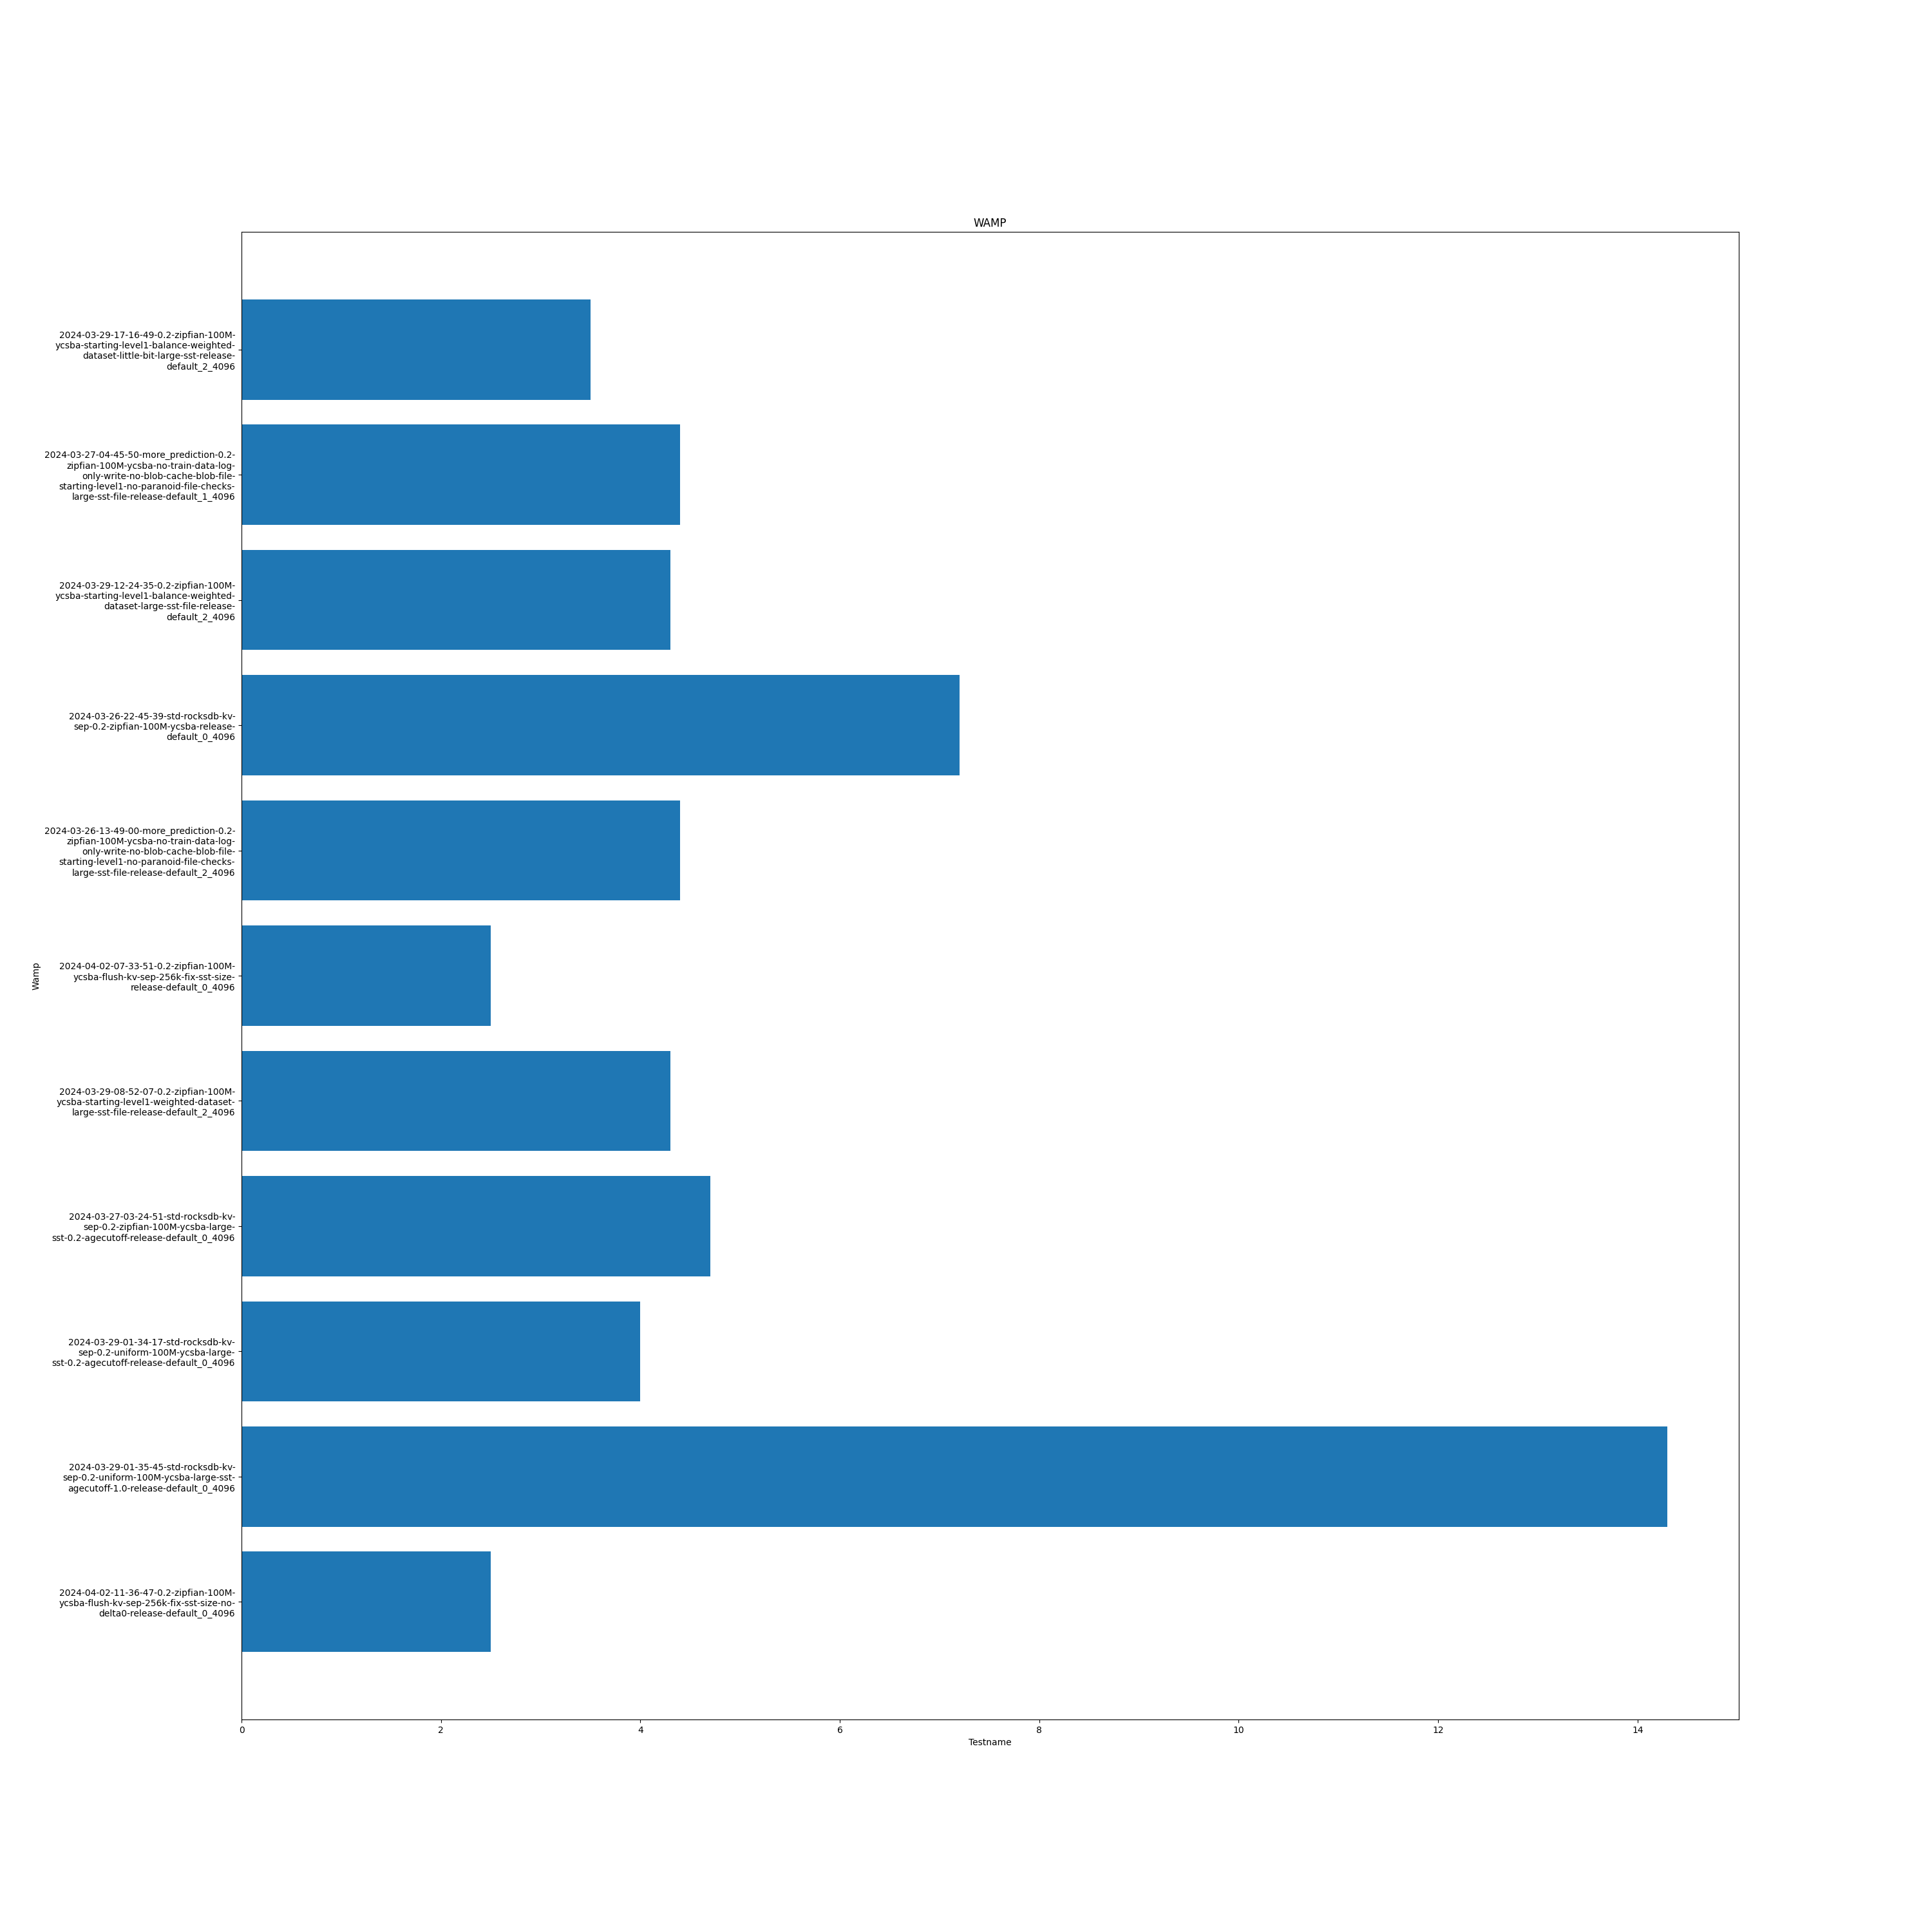 WAMP
2024-03-29-17-16-49-0.2-zipfian-100M-
ycsba-starting-level1-balance-weighted-
dataset-little-bit-large-sst-release-
default_2_4096
2024-03-27-04-45-50-more_prediction-0.2-
zipfian-100M-ycsba-no-train-data-log-
only-write-no-blob-cache-blob-file-
starting-level1-no-paranoid-file-checks-
large-sst-file-release-default_1_4096
2024-03-29-12-24-35-0.2-zipfian-100M-
ycsba-starting-level1-balance-weighted-
dataset-large-sst-file-release-
default_2_4096
2024-03-26-22-45-39-std-rocksdb-kv-
sep-0.2-zipfian-100M-ycsba-release-
default_0_4096
2024-03-26-13-49-00-more_prediction-0.2-
zipfian-100M-ycsba-no-train-data-log-
only-write-no-blob-cache-blob-file-
starting-level1-no-paranoid-file-checks-
large-sst-file-release-default_2_4096
2024-04-02-07-33-51-0.2-zipfian-100M-
ycsba-flush-kv-sep-256k-fix-sst-size-
release-default_0_4096
Wamp
2024-03-29-08-52-07-0.2-zipfian-100M-
ycsba-starting-level1-weighted-dataset-
large-sst-file-release-default_2_4096
2024-03-27-03-24-51-std-rocksdb-kv-
sep-0.2-zipfian-100M-ycsba-large-
sst-0.2-agecutoff-release-default_0_4096
2024-03-29-01-34-17-std-rocksdb-kv-
sep-0.2-uniform-100M-ycsba-large-
sst-0.2-agecutoff-release-default_0_4096
2024-03-29-01-35-45-std-rocksdb-kv-
sep-0.2-uniform-100M-ycsba-large-sst-
agecutoff-1.0-release-default_0_4096
2024-04-02-11-36-47-0.2-zipfian-100M-
ycsba-flush-kv-sep-256k-fix-sst-size-no-
delta0-release-default_0_4096
0 2 4 6 8 10 12 14
Testname